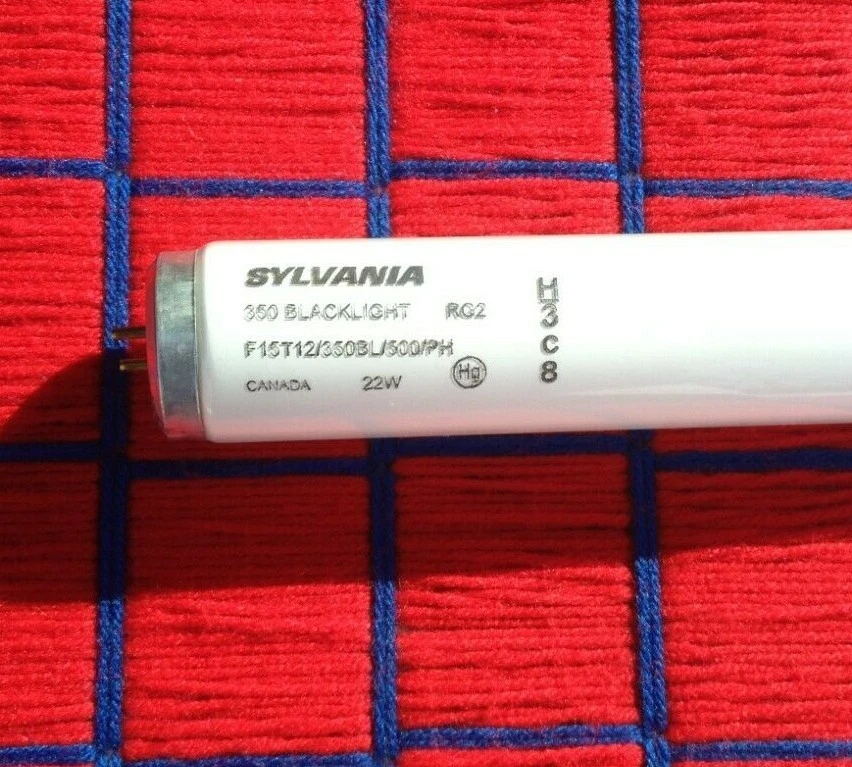 SYLVANIA
350 BLACKLIGHT RG2
F15T12/350BL/500/PH
CANADA 22W Hg
H
3
C
8